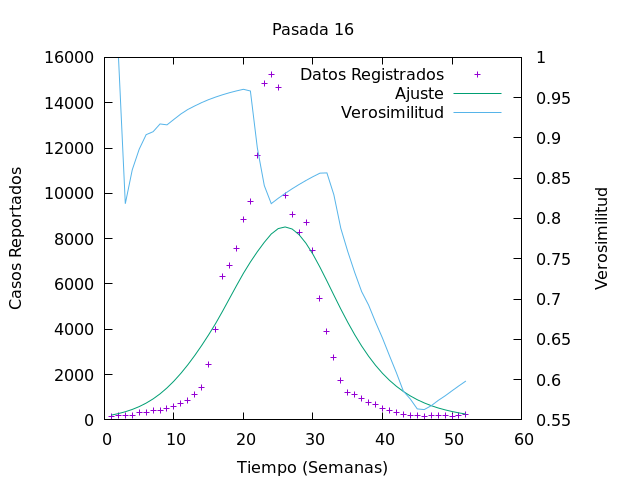 Pasada 16
16000
14000
12000
10000
8000
6000
4000
2000
0
Casos Reportados
Datos Registrados
Ajuste
Verosimilitud
1
0.95
0.9
0.85
0.8
0.75
0.7
0.65
0.6
0.55
Verosimilitud
0 10 20 30 40 50 60
Tiempo (Semanas)